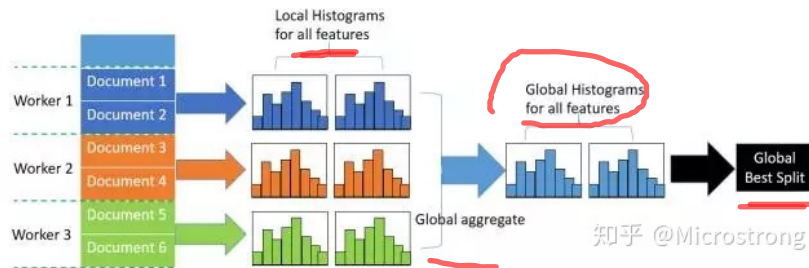 Local Histograms
for all features
Global Histograms
for all features
Worker 1
Document 1
Document 2
Worker 2
Document 3
Document 4
Worker 3
Document 5
Document 6
Global aggregate
Global
Best Split
知乎 @Microstrong